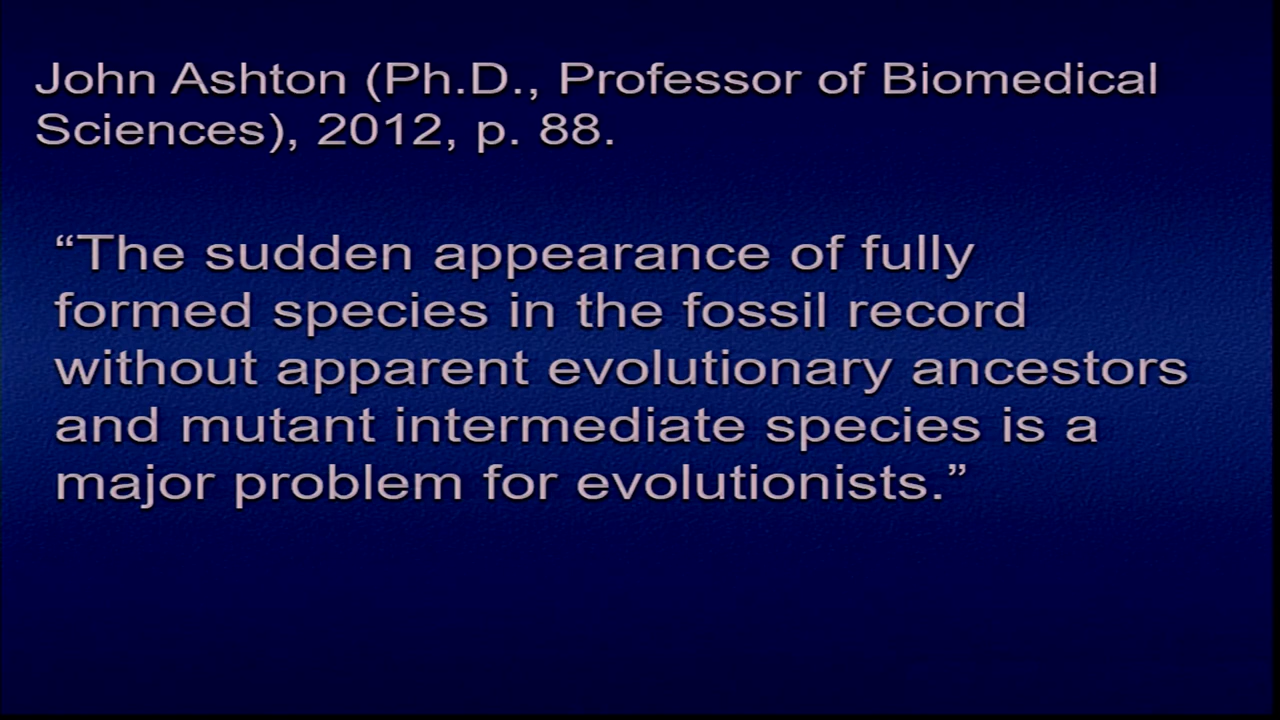 John Ashton (Ph.D., Professor of Biomedical
Sciences), 2012, p. 88.
“The sudden appearance of fully
formed species in the fossil record
without apparent evolutionary ancestors
and mutant intermediate species is a
major problem for evolutionists.”